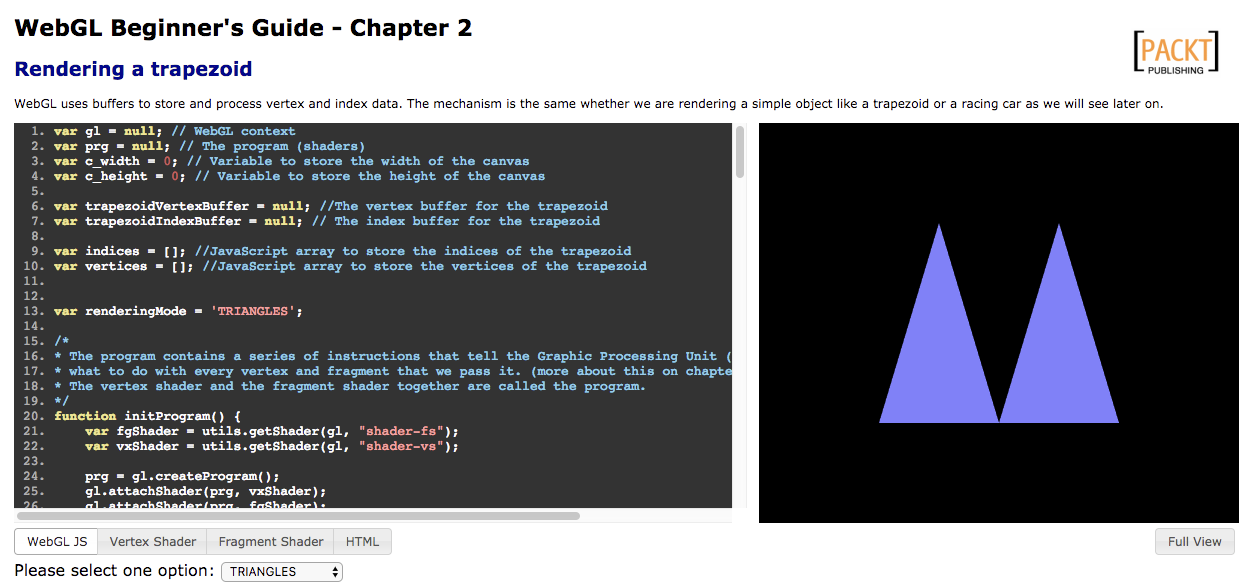 WebGL Beginner's Guide - Chapter 2
[PACKT]
PUBLISHING
Rendering a trapezoid
WebGL uses buffers to store and process vertex and index data. The mechanism is the same whether we are rendering a simple object like a trapezoid or a racing car as we will see later on.
1. var gl = null; // WebGL context
2. var prg = null; // The program (shaders)
3. var c_width = 0; // Variable to store the width of the canvas
4. var c_height = 0; // Variable to store the height of the canvas
5.
6. var trapezoidVertexBuffer = null; //The vertex buffer for the trapezoid
7. var trapezoidIndexBuffer = null; // The index buffer for the trapezoid
8.
9. var indices = []; //JavaScript array to store the indices of the trapezoid
10. var vertices = []; //JavaScript array to store the vertices of the trapezoid
11.
12.
13. var renderingMode = 'TRIANGLES';
14.
15. /*
16. * The program contains a series of instructions that tell the Graphic Processing Unit (
17. * what to do with every vertex and fragment that we pass it. (more about this on chapte
18. * The vertex shader and the fragment shader together are called the program.
19. */
20. function initProgram() {
21. var fgShader = utils.getShader(gl, "shader-fs");
22. var vxShader = utils.getShader(gl, "shader-vs");
23.
24. prg = gl.createProgram();
25. gl.attachShader(prg, vxShader);
26. gl.attachShader(prg, fgShader);
WebGL JS Vertex Shader Fragment Shader HTML Full View
Please select one option: TRIANGLES